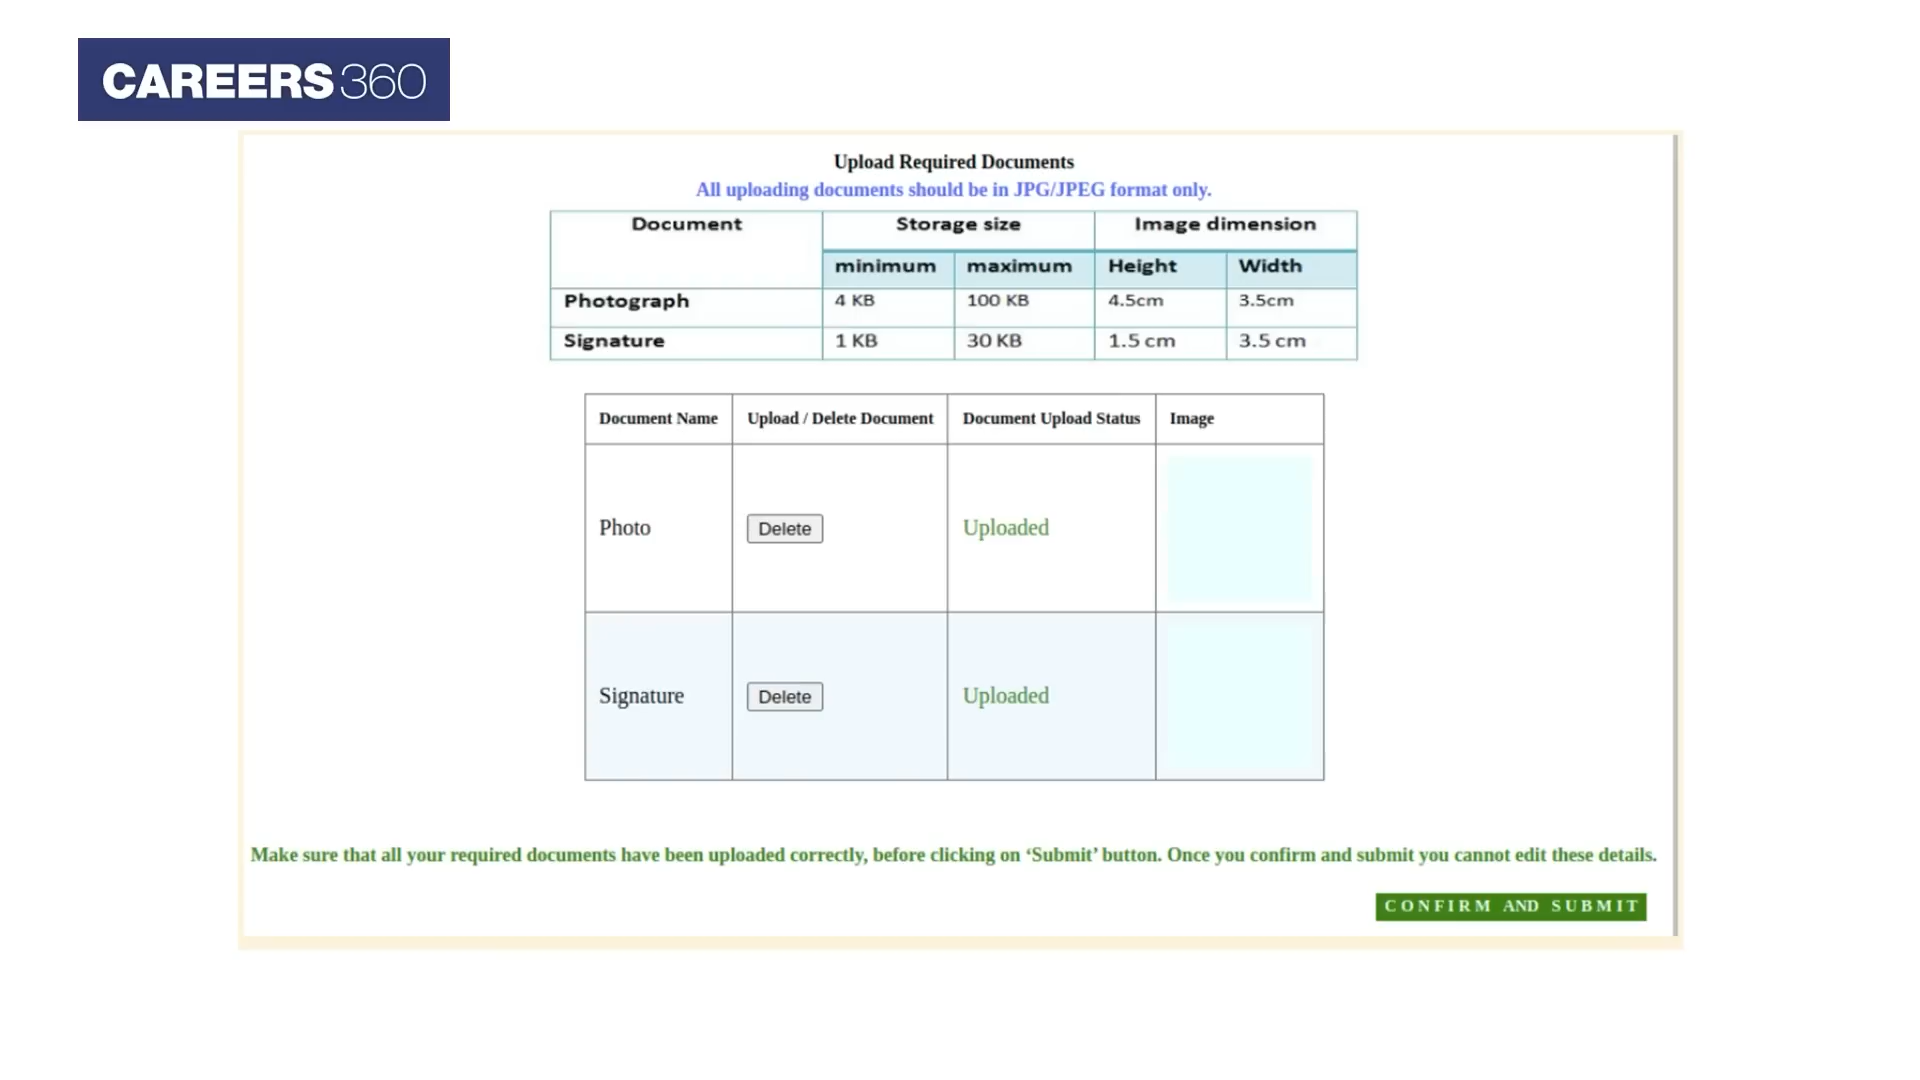 CAREERS360
Upload Required Documents
All uploading documents should be in JPG/JPEG format only.
Document Storage size Image dimension
minimum maximum Height Width
Photograph 4 KB 100 KB 4.5cm 3.5cm
Signature 1 KB 30 KB 1.5 cm 3.5 cm
Document Name Upload / Delete Document Document Upload Status Image
Photo Delete Uploaded
Signature Delete Uploaded
Make sure that all your required documents have been uploaded correctly, before clicking on ‘Submit’ button. Once you confirm and submit you cannot edit these details.
CONFIRM AND SUBMIT